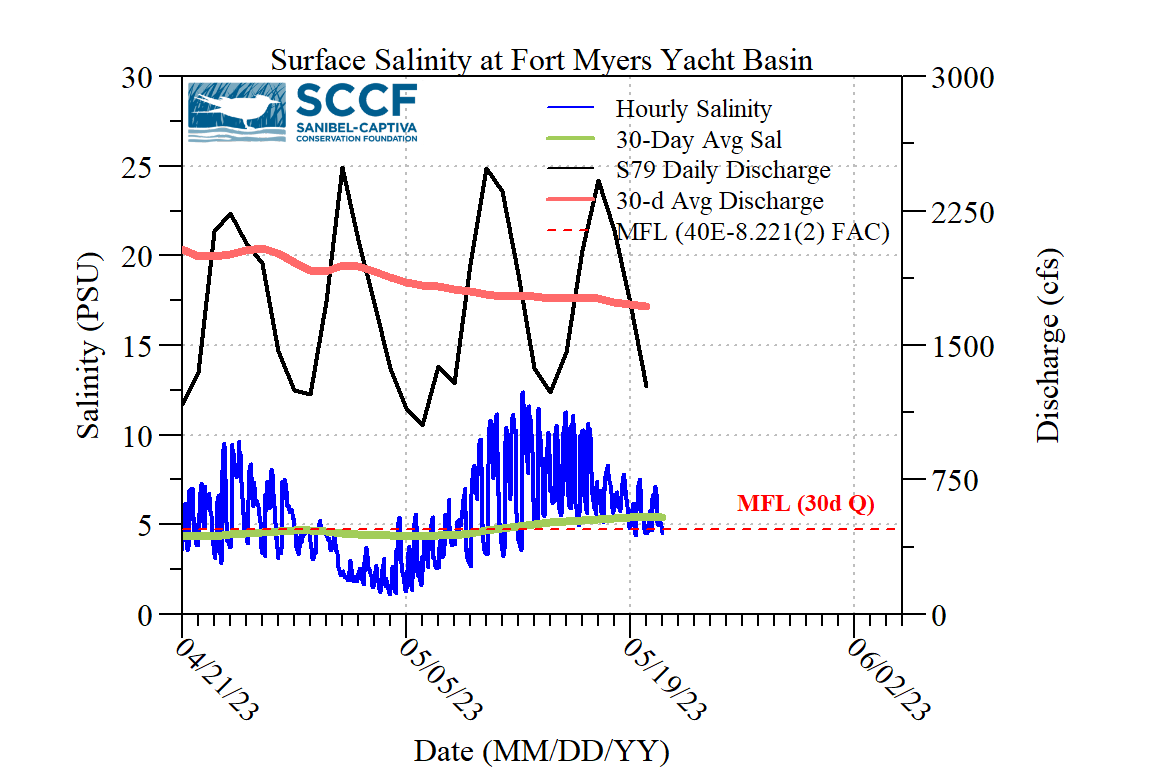 Surface Salinity at Fort Myers Yacht Basin
SCCF
SANIBEL-CAPTIVA
CONSERVATION FOUNDATION
Hourly Salinity
30-Day Avg Sal
S79 Daily Discharge
30-d Avg Discharge
MFL (40E-8.221(2) FAC)
MFL (30d Q)
Salinity (PSU)
30
25
20
15
10
5
0
3000
2250
1500
750
0
Discharge (cfs)
04/21/23
05/05/23
05/19/23
06/02/23
Date (MM/DD/YY)